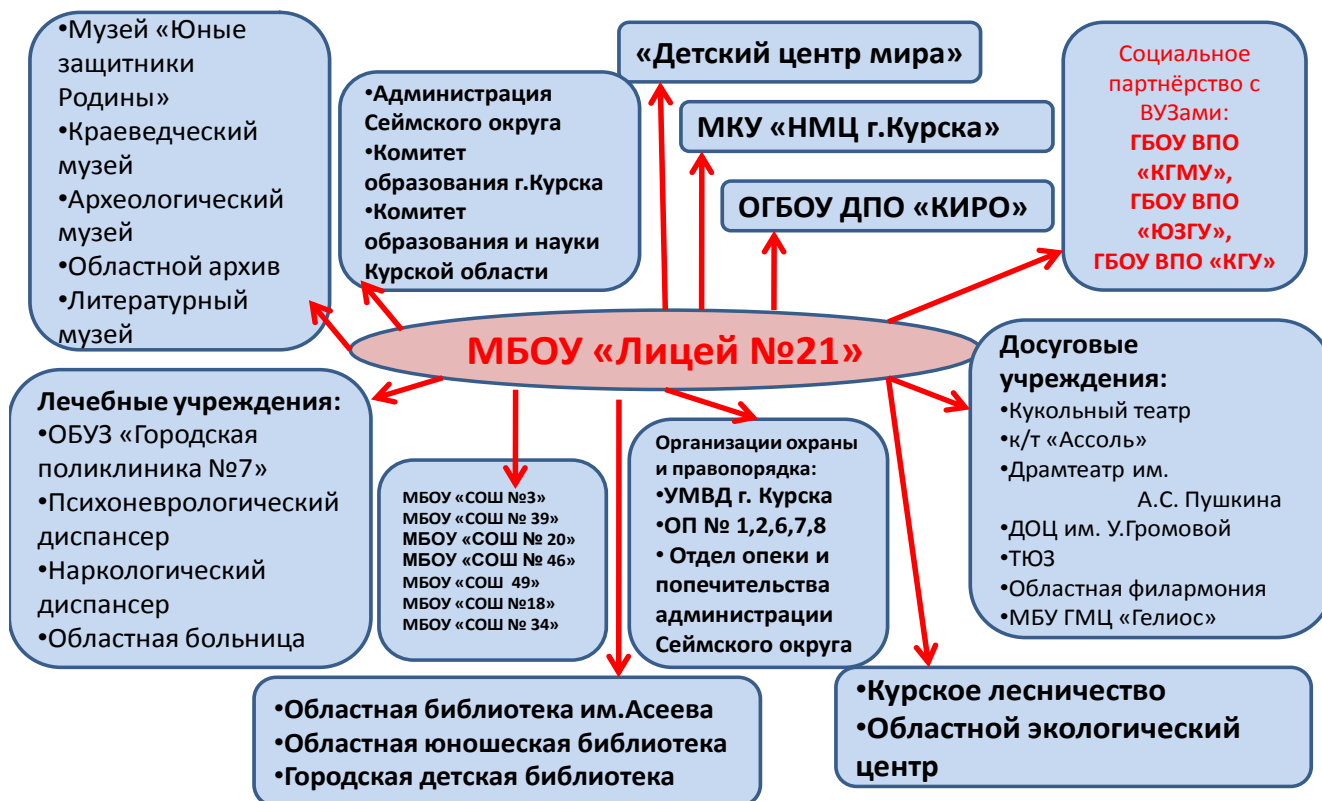 •Музей «Юные
защитники
Родины»
•Краеведческий
музей
•Археологический
музей
•Областной архив
•Литературный
музей
•Администрация
Сеймского округа
•Комитет
образования г.Курска
•Комитет
образования и науки
Курской области
«Детский центр мира»
МКУ «НМЦ г.Курска»
ОГБОУ ДПО «КИРО»
Социальное
партнёрство с
ВУЗами:
ГБОУ ВПО
«КГМУ»,
ГБОУ ВПО
«ЮЗГУ»,
ГБОУ ВПО «КГУ»
МБОУ «Лицей №21»
Лечебные учреждения:
•ОБУЗ «Городская
поликлиника №7»
•Психоневрологический
диспансер
•Наркологический
диспансер
•Областная больница
МБОУ «СОШ №3»
МБОУ «СОШ № 39»
МБОУ «СОШ № 20»
МБОУ «СОШ № 46»
МБОУ «СОШ 49»
МБОУ «СОШ №18»
МБОУ «СОШ № 34»
Организации охраны
и правопорядка:
•УМВД г. Курска
•ОП № 1,2,6,7,8
• Отдел опеки и
попечительства
администрации
Сеймского округа
Досуговые
учреждения:
•Кукольный театр
•к/т «Ассоль»
•Драмтеатр им.
А.С. Пушкина
•ДОЦ им. У.Громовой
•ТЮЗ
•Областная филармония
•МБУ ГМЦ «Гелиос»
•Областная библиотека им.Асеева
•Областная юношеская библиотека
•Городская детская библиотека
•Курское лесничество
•Областной экологический
центр